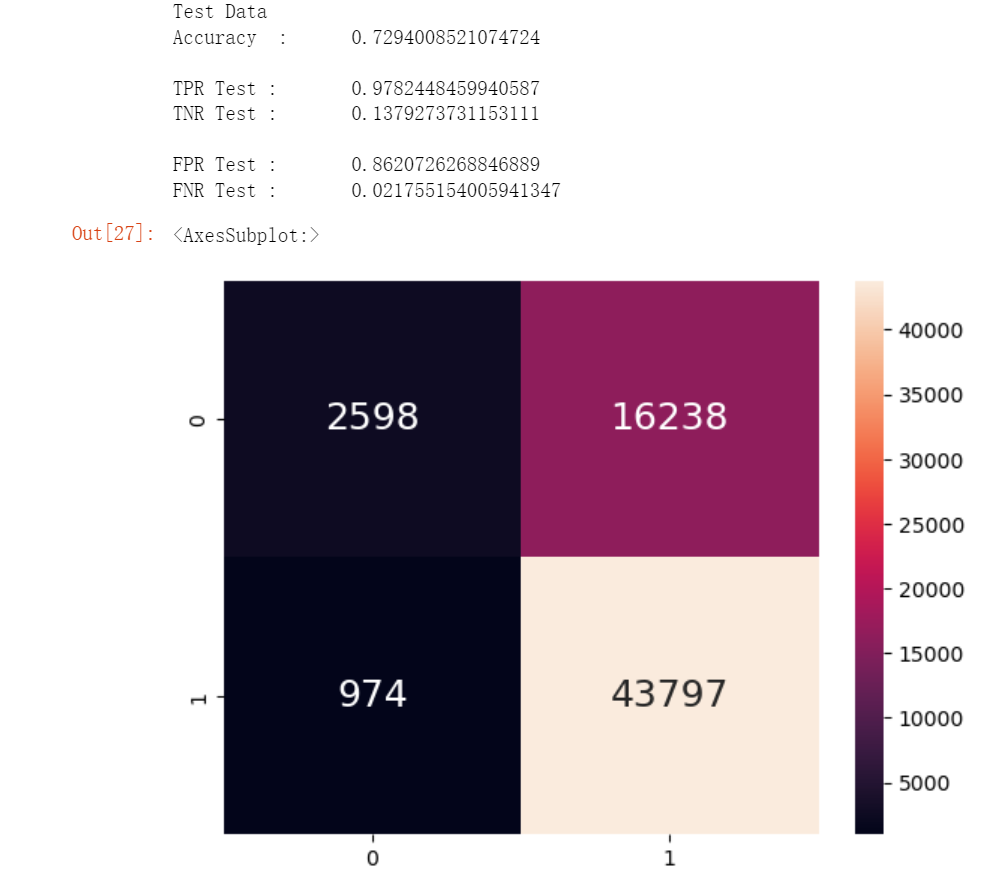 Test Data
Accuracy  :      0.7294008521074724
TPR Test :       0.9782448459940587
TNR Test :       0.1379273731153111
FPR Test :       0.8620726268846889
FNR Test :       0.021755154005941347
Out[27]: <AxesSubplot:>
0
2598
16238
1
974
43797
0
1
40000
35000
30000
25000
20000
15000
10000
5000